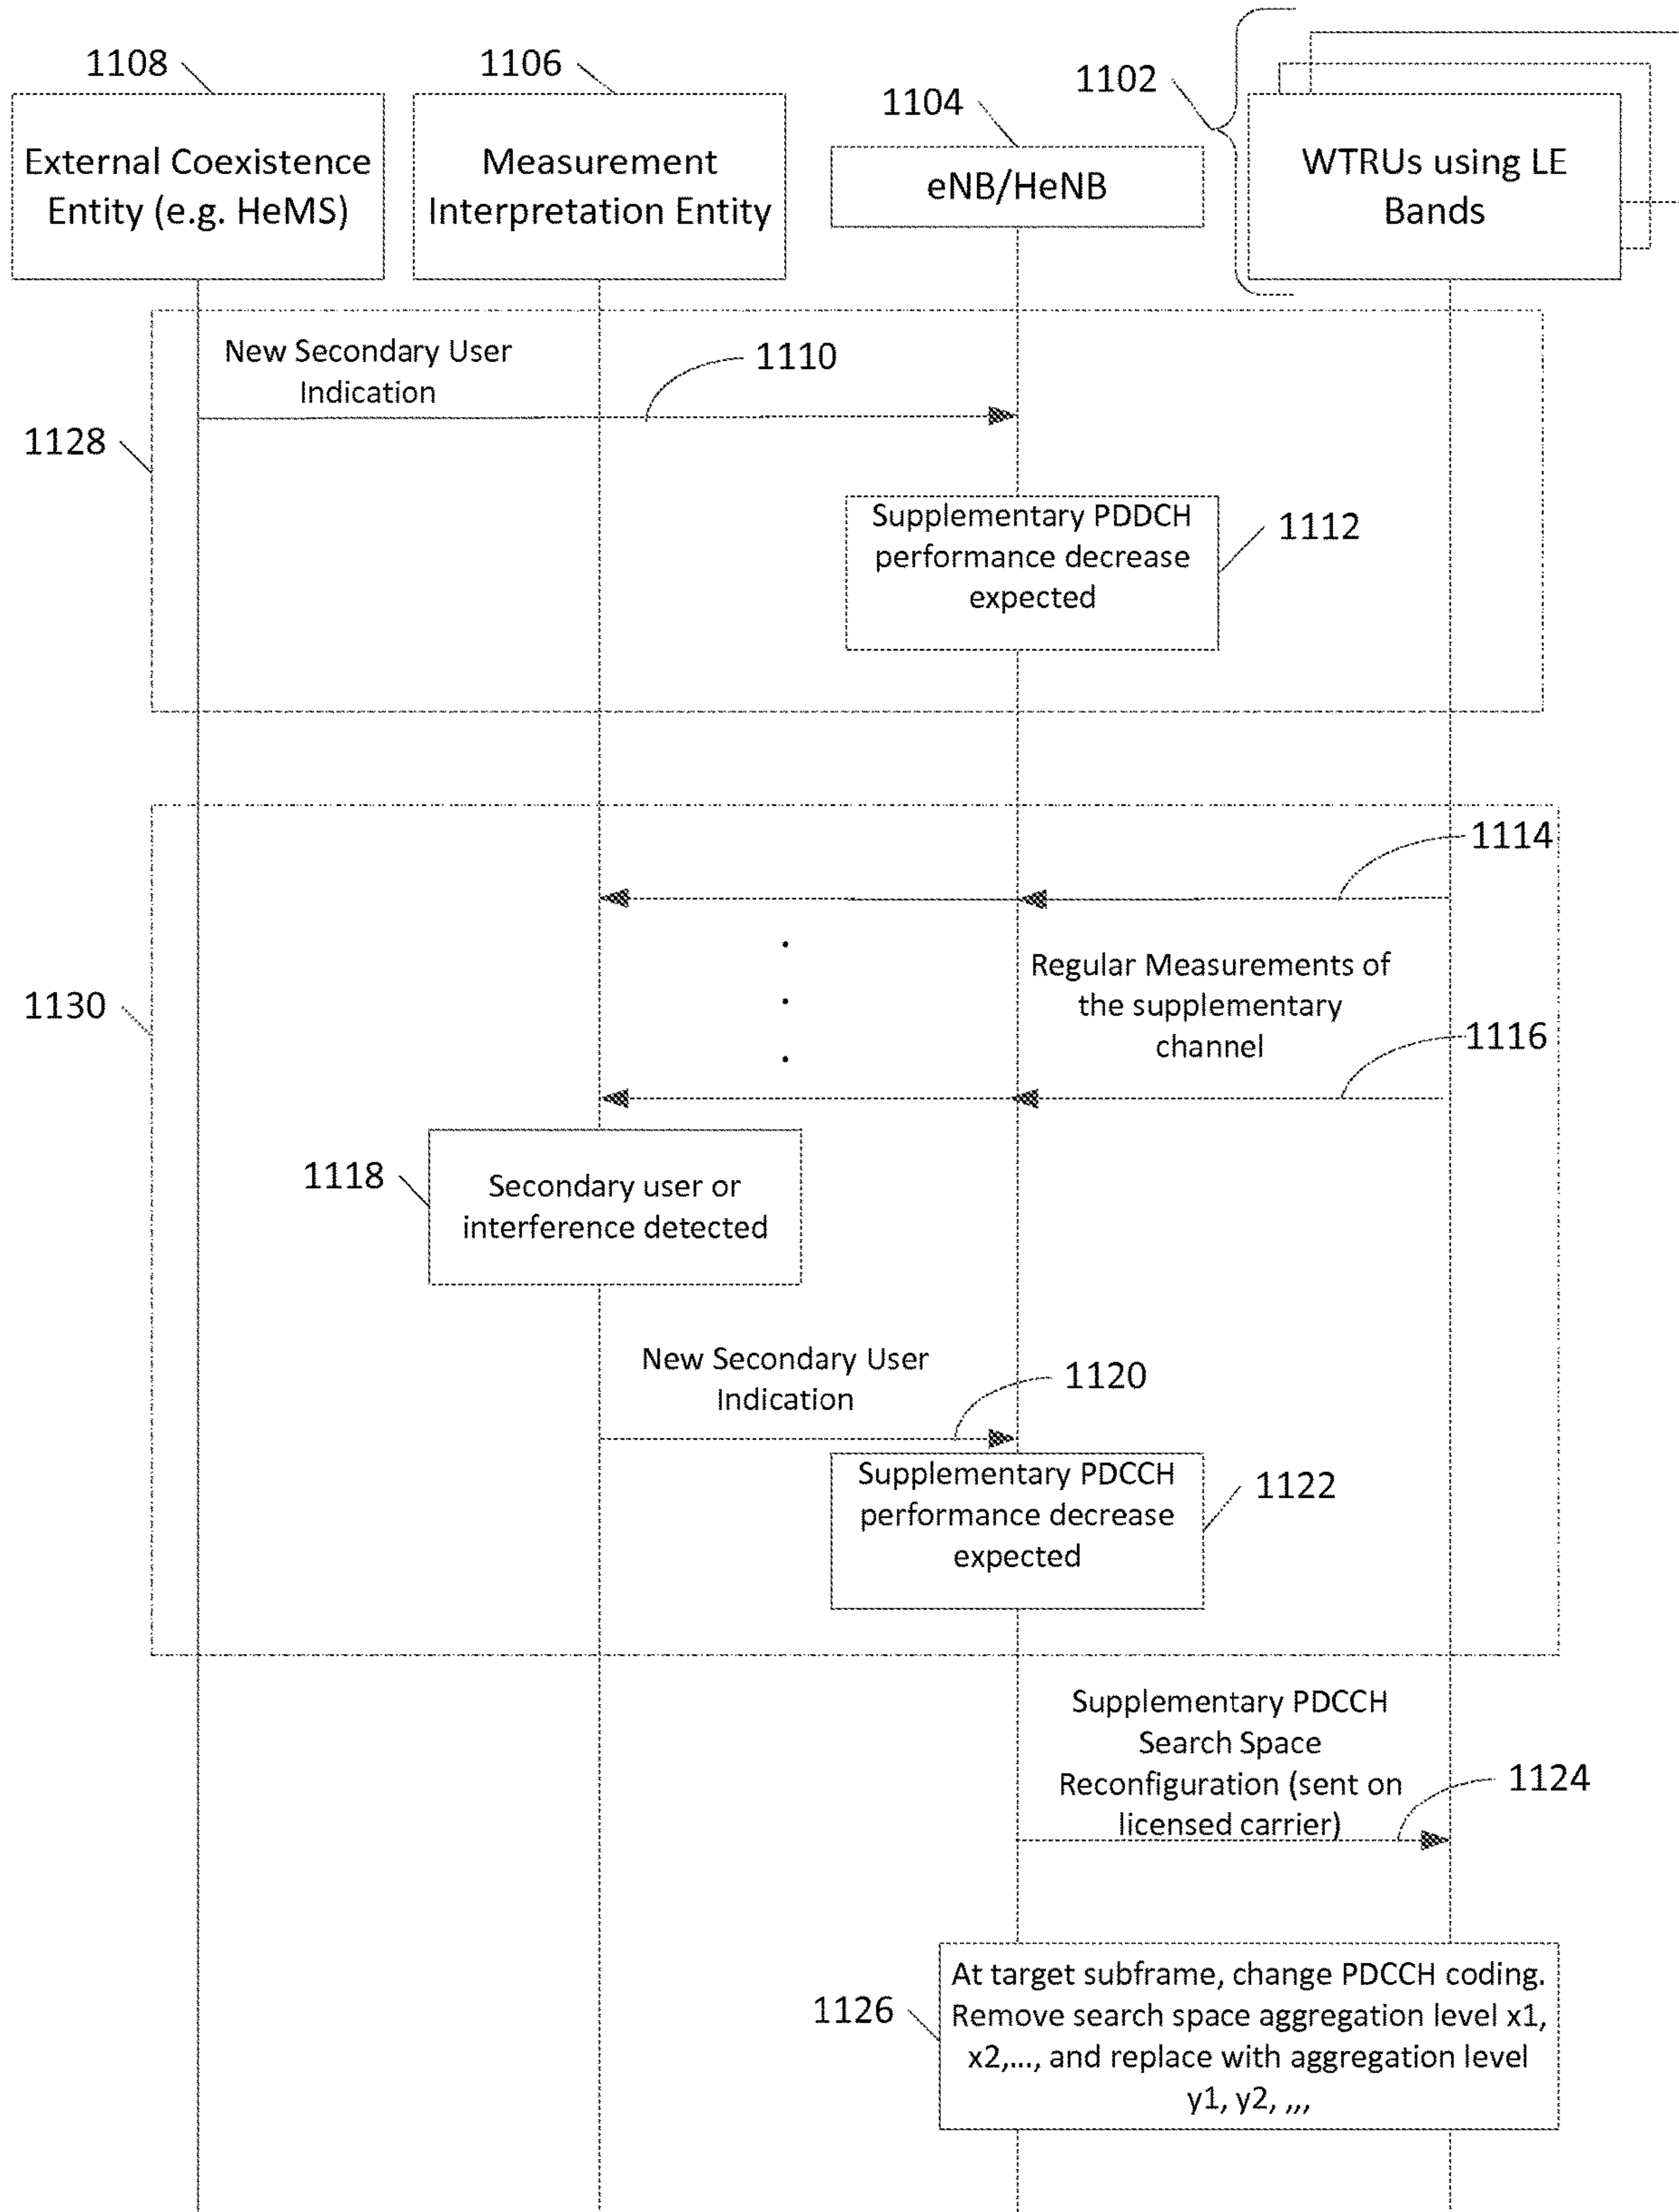 1108
1106
1104
1102
External Coexistence
Entity (e.g. HeMS)
Measurement
Interpretation Entity
eNB/HeNB
WTRUs using LE
Bands
New Secondary User
Indication
1110
1128
Supplementary PDDCH
performance decrease
expected
1112
1114
Regular Measurements of
the supplementary
channel
1130
1116
1118
Secondary user or
interference detected
New Secondary User
Indication
1120
Supplementary PDCCH
performance decrease
expected
1122
Supplementary PDCCH
Search Space
Reconfiguration (sent on
licensed carrier)
1124
At target subframe, change PDCCH coding.
Remove search space aggregation level x1,
x2,..., and replace with aggregation level
y1, y2, ,,,
1126